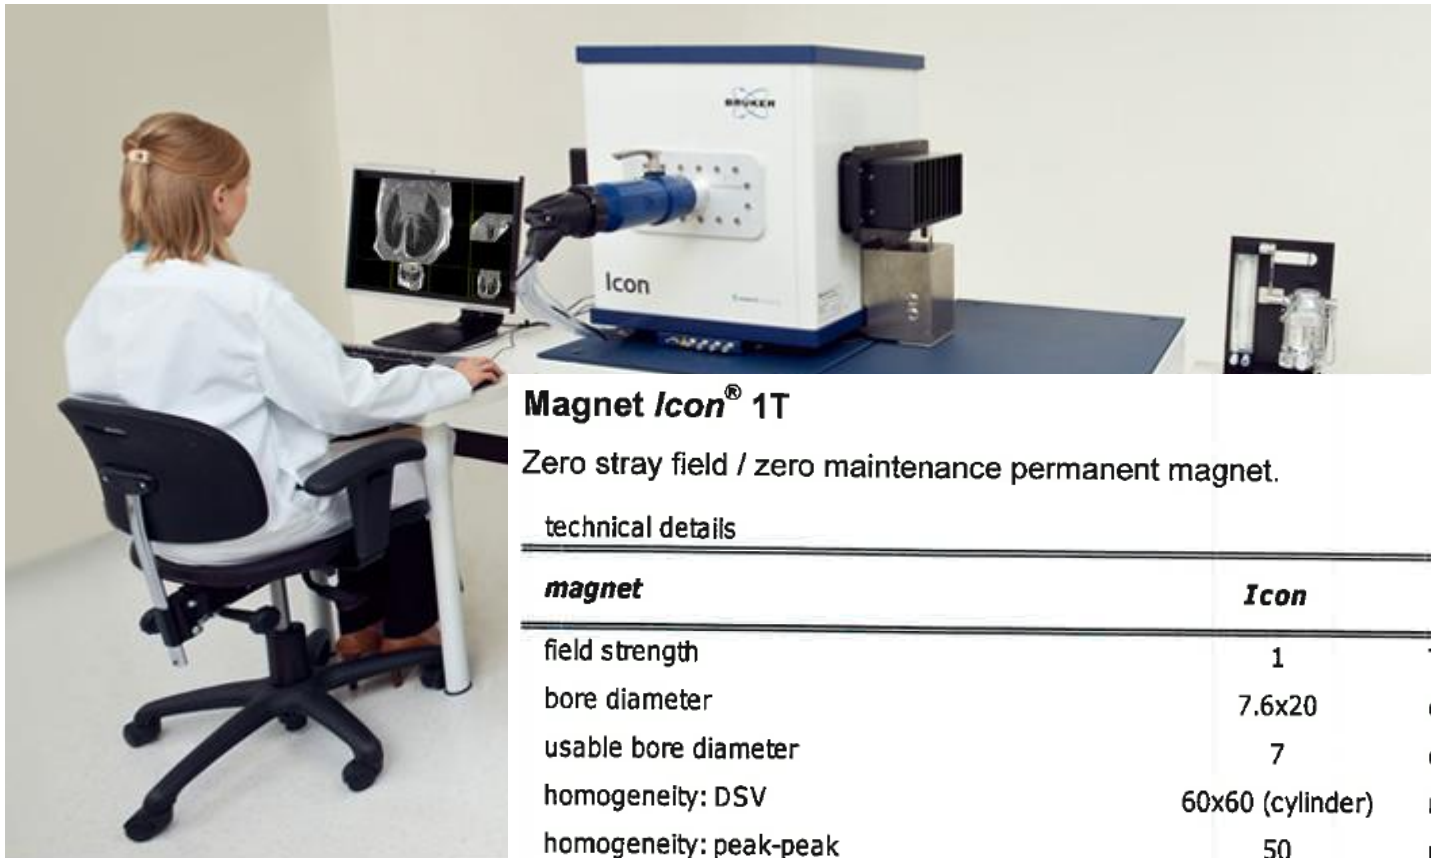 BRUKER
Icon
Magnet Icon® 1T
Zero stray field / zero maintenance permanent magnet.
technical details
magnet Icon
field strength 1
bore diameter 7.6x20
usable bore diameter 7
homogeneity: DSV 60x60 (cylinder)
homogeneity: peak-peak 50